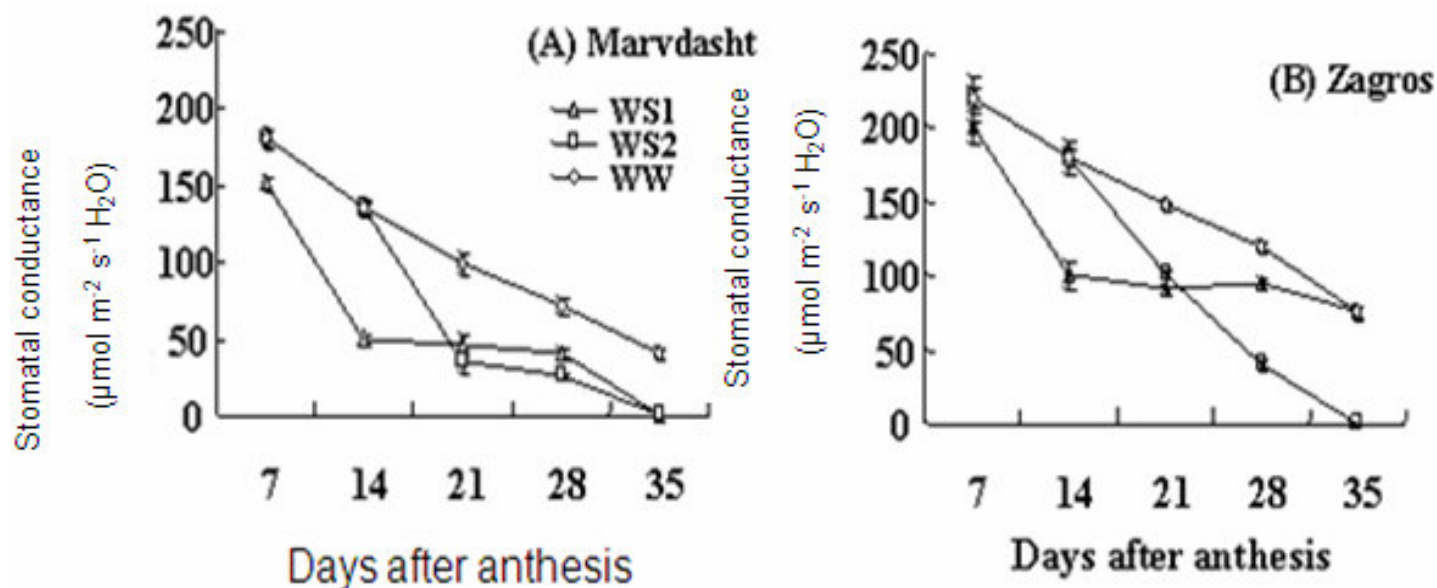 250
200
150
100
50
0
(A) Marvdasht
WS1
WS2
WW
Stomatal conductance
(µmol m⁻² s⁻¹ H₂O)
7 14 21 28 35
Days after anthesis
250
200
150
100
50
0
(B) Zagros
Stomatal conductance
(µmol m⁻² s⁻¹ H₂O)
7 14 21 28 35
Days after anthesis